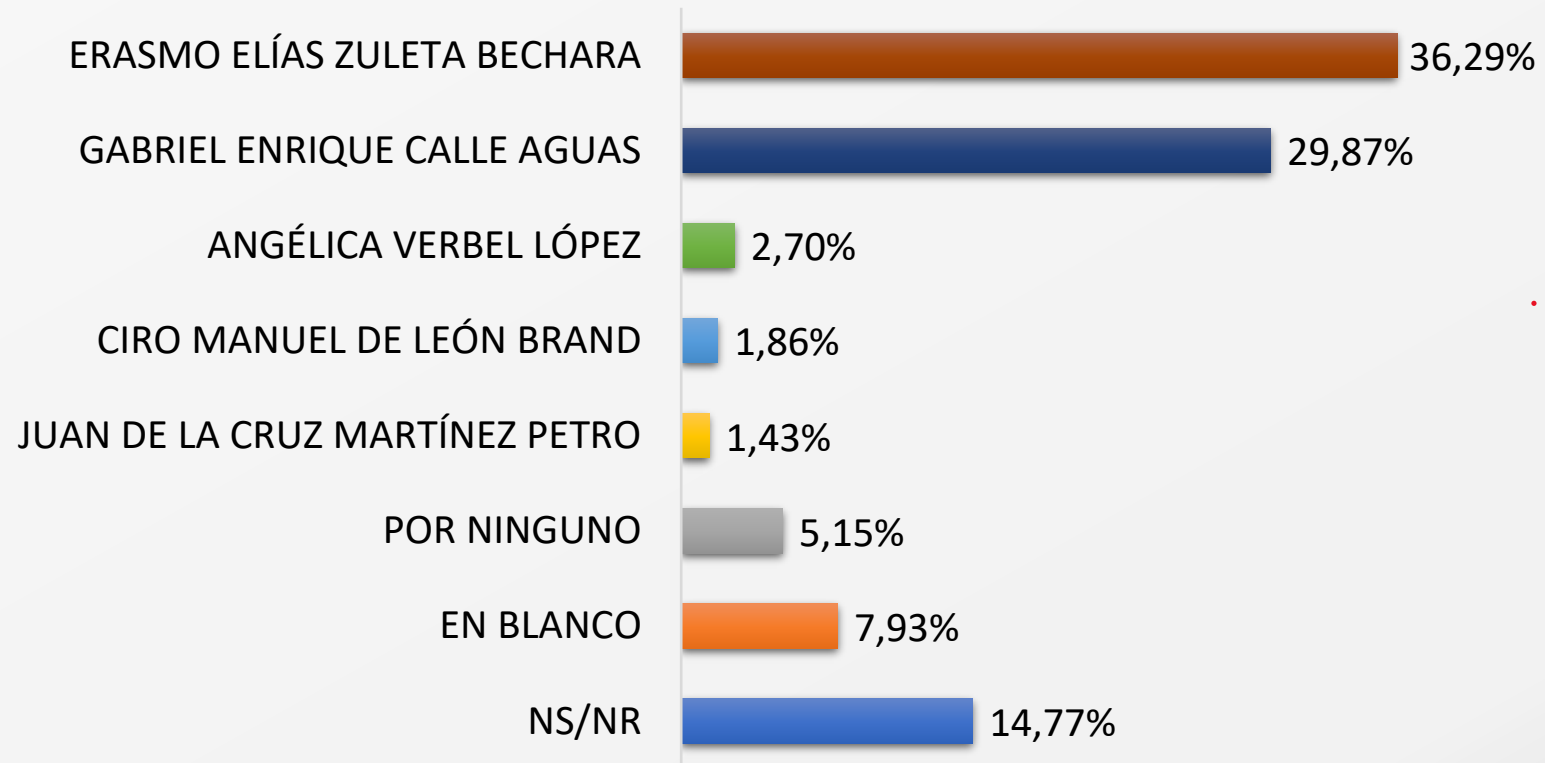 ERASMO ELÍAS ZULETA BECHARA 36,29%
GABRIEL ENRIQUE CALLE AGUAS 29,87%
ANGÉLICA VERBEL LÓPEZ 2,70%
CIRO MANUEL DE LEÓN BRAND 1,86%
JUAN DE LA CRUZ MARTÍNEZ PETRO 1,43%
POR NINGUNO 5,15%
EN BLANCO 7,93%
NS/NR 14,77%